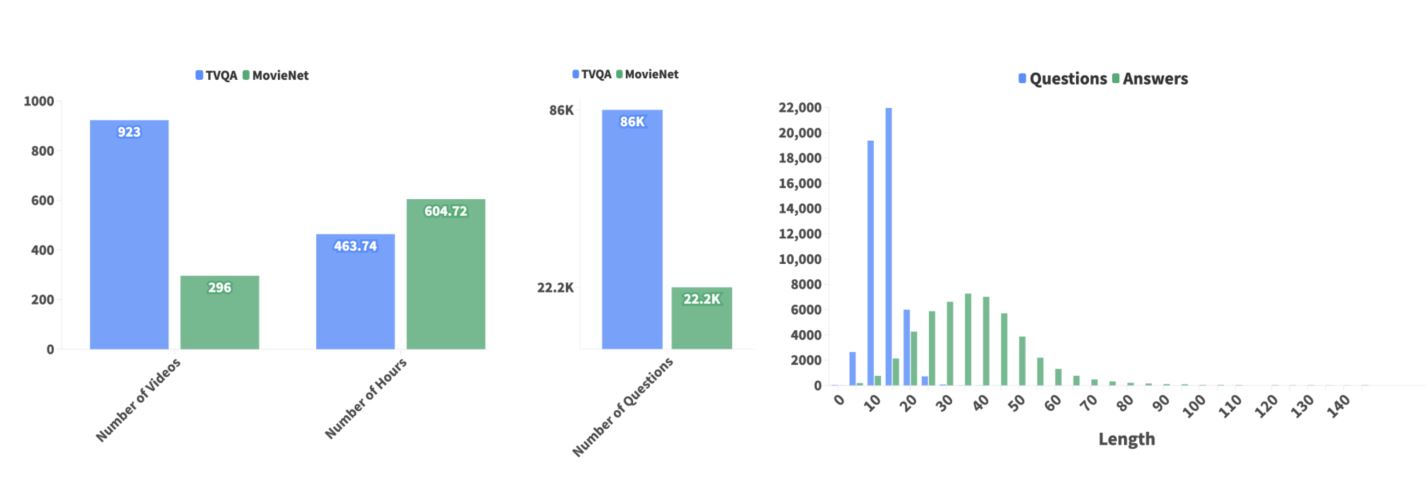 TVQA MovieNet
1000
800
600
400
200
0
923
296
463.74
604.72
Number of Videos
Number of Hours
TVQA MovieNet
86K
22.2K
86K
22.2K
Number of Questions
Questions Answers
22,000
20,000
18,000
16,000
14,000
12,000
10,000
8000
6000
4000
2000
0
0 10 20 30 40 50 60 70 80 90 100 110 120 130 140
Length